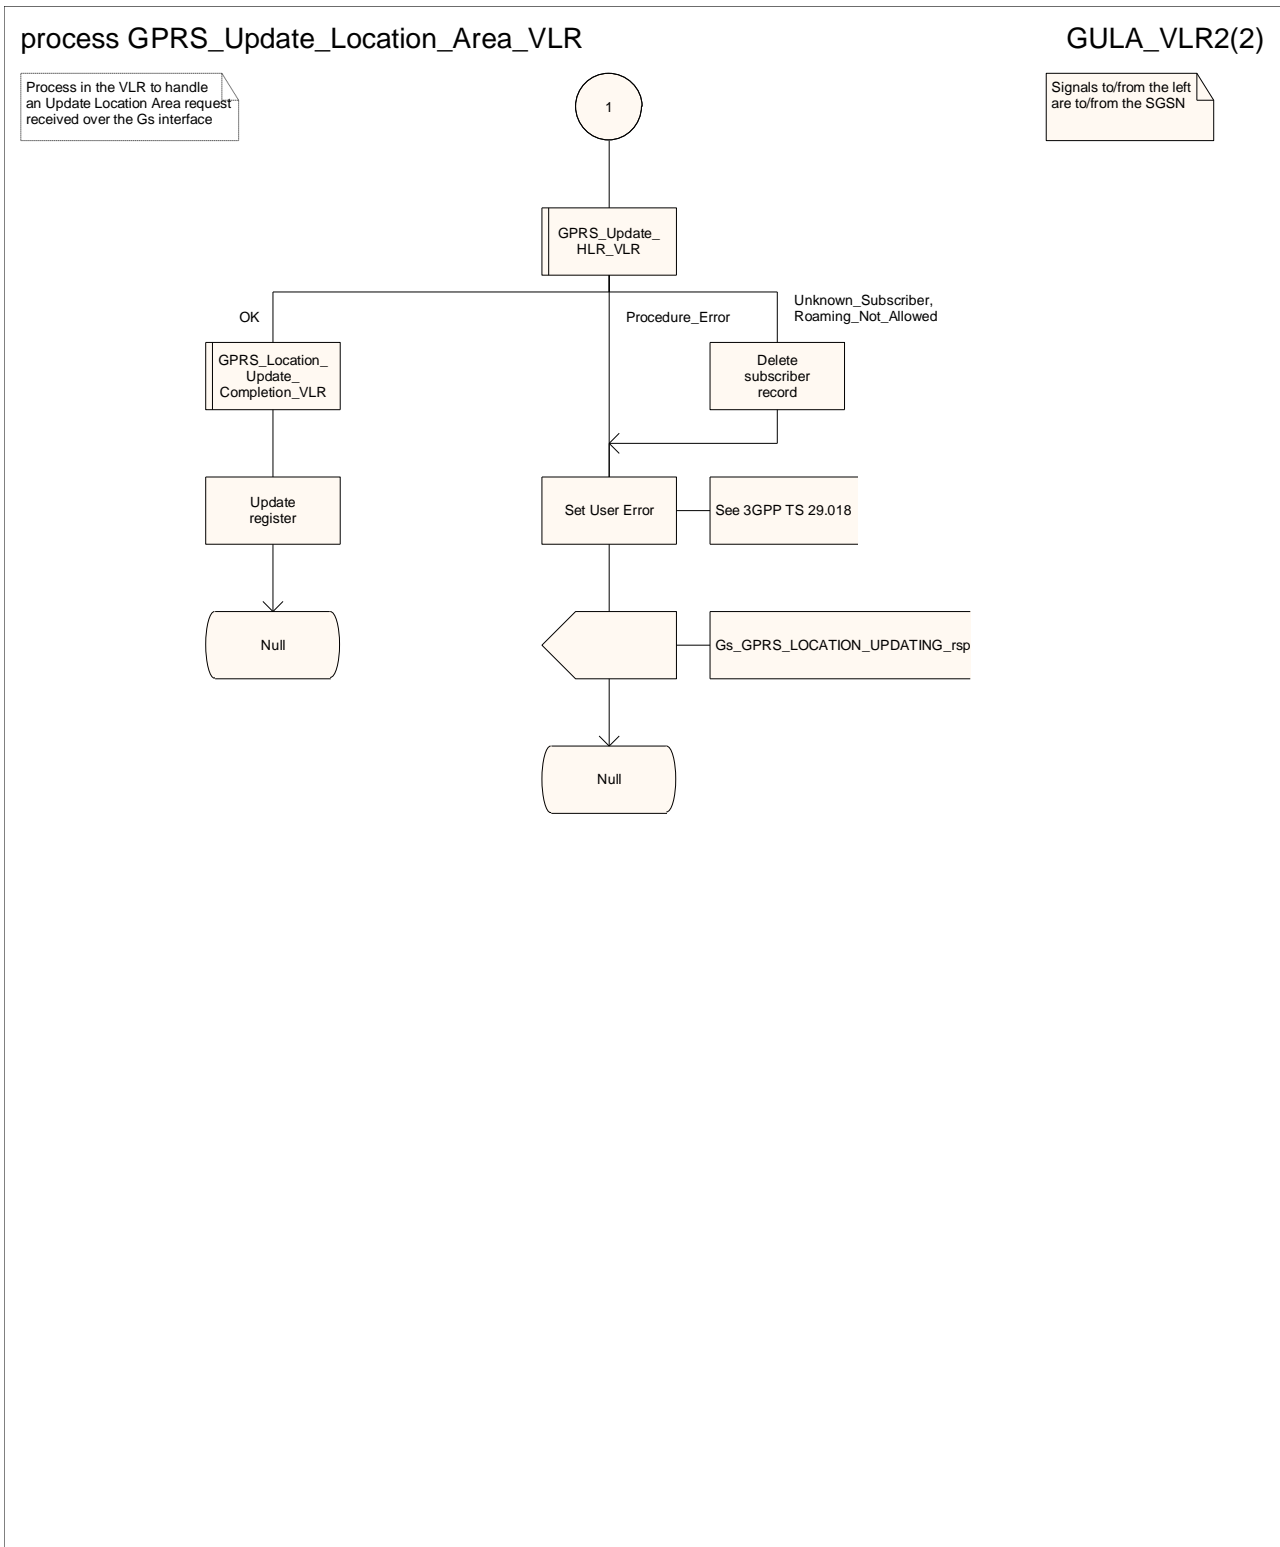 process GPRS_Update_Location_Area_VLR
GULA_VLR2(2)
Process in the VLR to handle
an Update Location Area request
received over the Gs interface
1
Signals to/from the left
are to/from the SGSN
GPRS_Update_
HLR_VLR
OK
Procedure_Error
Unknown_Subscriber,
Roaming_Not_Allowed
GPRS_Location_
Update_
Completion_VLR
Delete
subscriber
record
Update
register
Set User Error
See 3GPP TS 29.018
Null
Gs_GPRS_LOCATION_UPDATING_rsp
Null